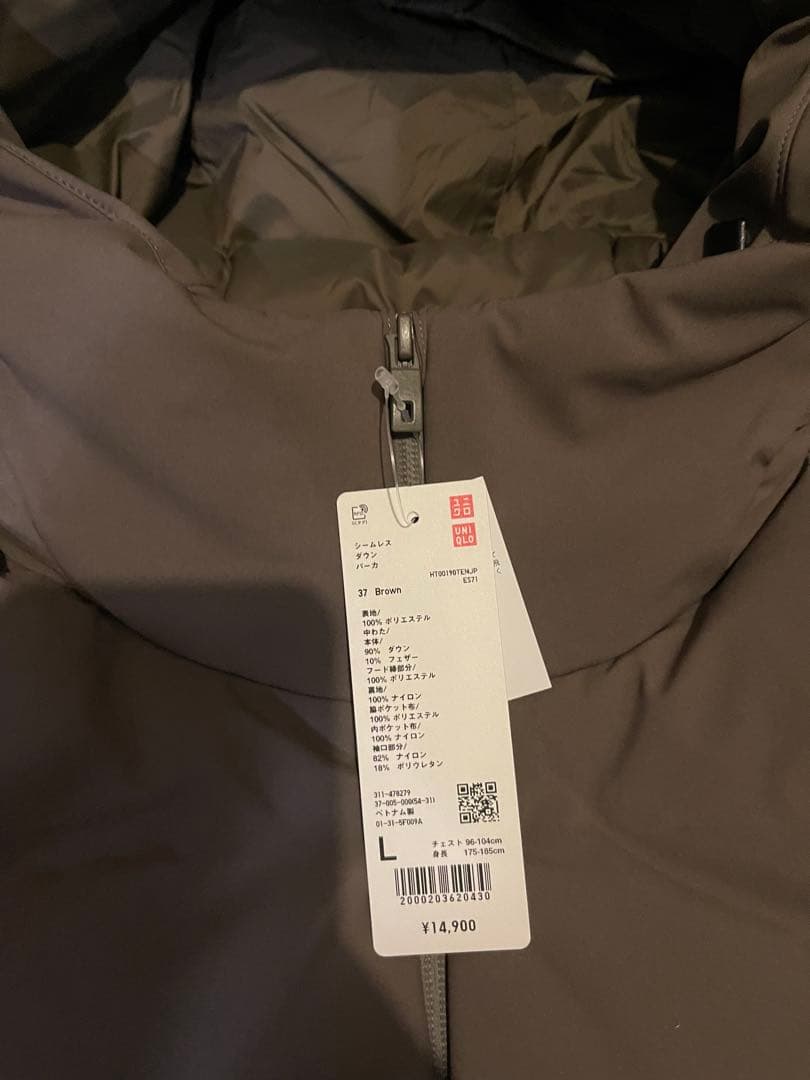 ユニ
クロ
UNI
QLO
シームレス
ダウン
パーカ
HT00190TEMJP
ES71
37 Brown
表地/
100% ポリエステル
中わた/
本体/
90% ダウン
10% フェザー
フード縁部分/
100% ポリエステル
裏地/
100% ナイロン
脇ポケット布/
100% ポリエステル
内ポケット布/
100% ナイロン
袖口部分/
82% ナイロン
18% ポリウレタン
311-478279
37-005-000(54-31)
ベトナム製
01-31-5F009A
L
チェスト 96-104cm
身長 175-185cm
2000203620430
¥14,900